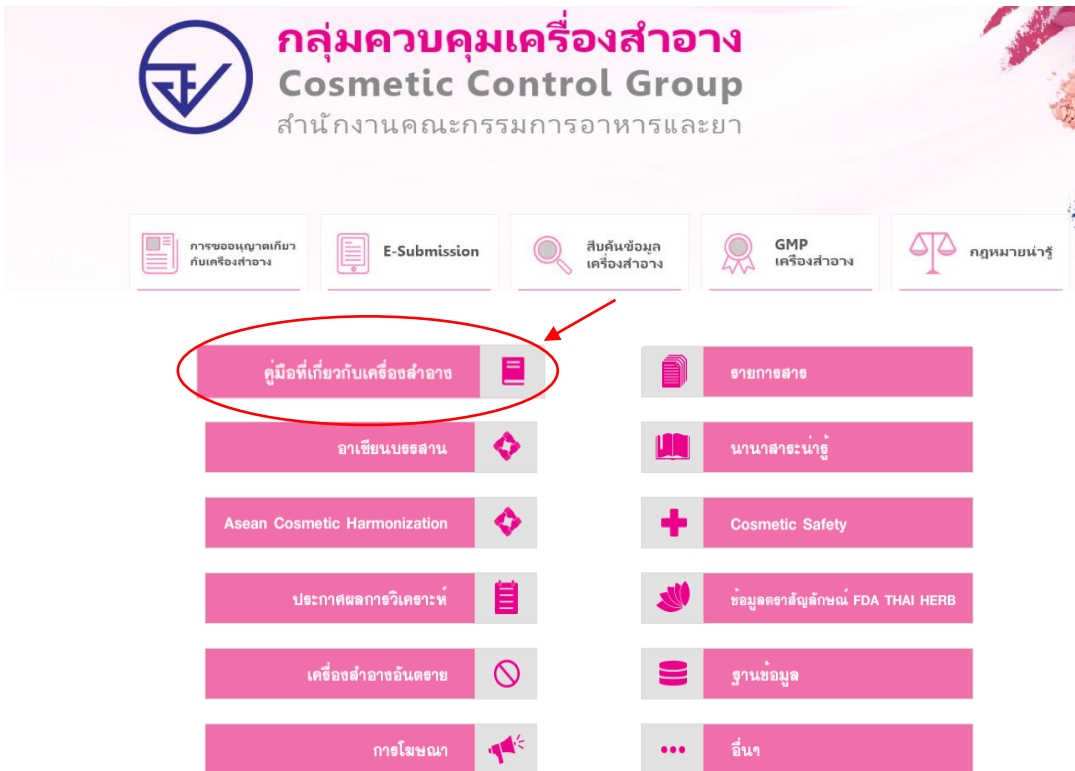 กลุ่มควบคุมเครื่องสำอาง
Cosmetic Control Group
สำนักงานคณะกรรมการอาหารและยา
การขออนุญาตเกี่ยว
กับเครื่องสำอาง
E-Submission
สืบค้นข้อมูล
เครื่องสำอาง
GMP
เครื่องสำอาง
กฎหมายน่ารู้
คู่มือที่เกี่ยวกับเครื่องสำอาง
รายการสาร
อาเซียนบรรสาน
นานาสาระน่ารู้
Asean Cosmetic Harmonization
Cosmetic Safety
ประกาศผลการวิเคราะห์
ข้อมูลตราสัญลักษณ์ FDA THAI HERB
เครื่องสำอางอันตราย
ฐานข้อมูล
การโฆษณา
อื่นๆ